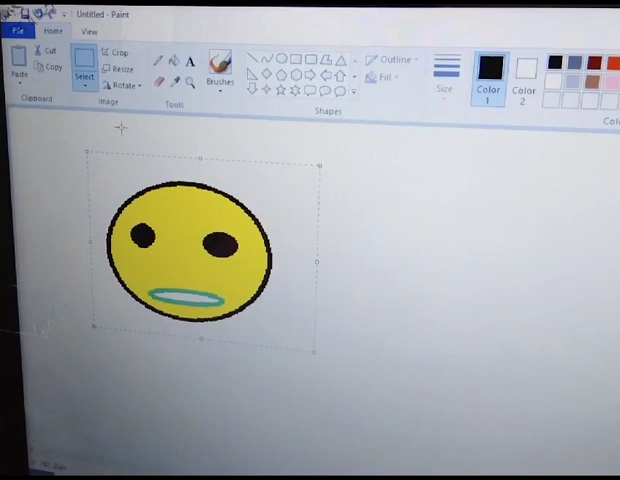 Untitled - Paint
File Home View
Cut
Copy
Paste
Clipboard
Select
Crop
Resize
Rotate
Image
A
Tools
Brushes
Shapes
Outline
Fill
Size
Color
1
Color
2